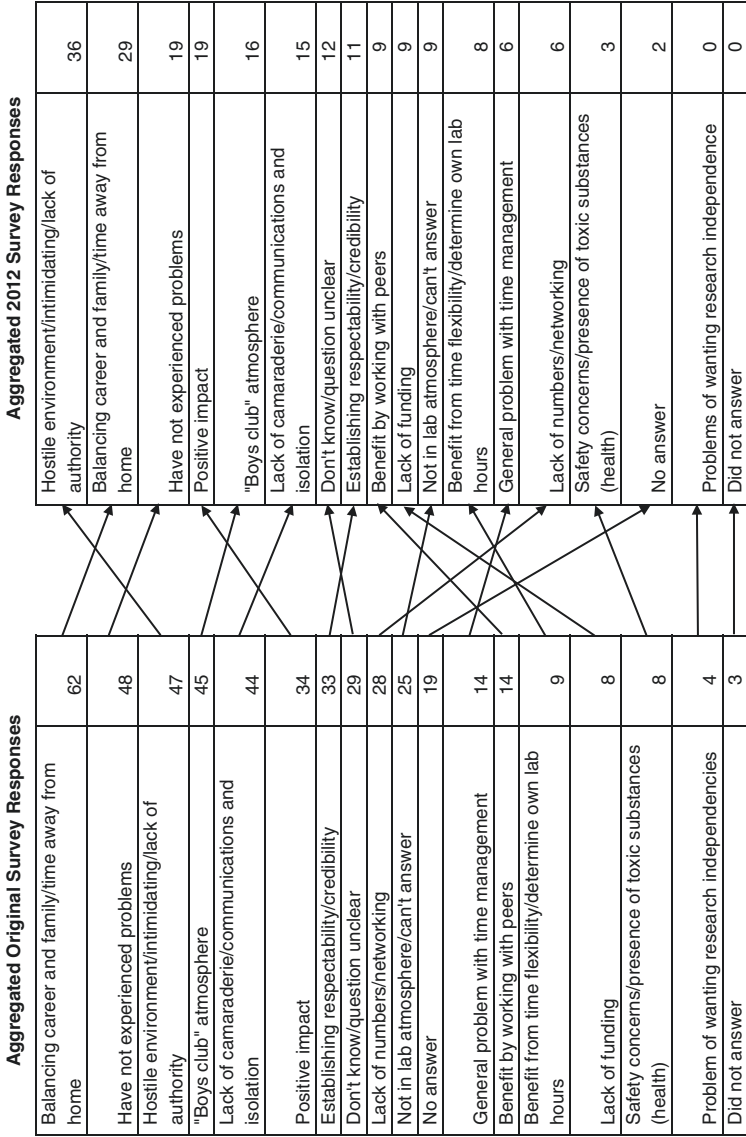 Aggregated Original Survey Responses
Balancing career and family/time away from
home
62
Have not experienced problems
48
Hostile environment/intimidating/lack of
authority
47
"Boys club" atmosphere
45
Lack of camaraderie/communications and
isolation
44
Positive impact
34
Establishing respectability/credibility
33
Don't know/question unclear
29
Lack of numbers/networking
28
Not in lab atmosphere/can't answer
25
No answer
19
General problem with time management
14
Benefit by working with peers
14
Benefit from time flexibility/determine own lab
hours
9
Lack of funding
8
Safety concerns/presence of toxic substances
(health)
8
Problem of wanting research independencies
4
Did not answer
3
Aggregated 2012 Survey Responses
Hostile environment/intimidating/lack of
authority
36
Balancing career and family/time away from
home
29
Have not experienced problems
19
Positive impact
19
"Boys club" atmosphere
16
Lack of camaraderie/communications and
isolation
15
Don't know/question unclear
12
Establishing respectability/credibility
11
Benefit by working with peers
9
Lack of funding
9
Not in lab atmosphere/can't answer
9
Benefit from time flexibility/determine own lab
hours
8
General problem with time management
6
Lack of numbers/networking
6
Safety concerns/presence of toxic substances
(health)
3
No answer
2
Problems of wanting research independence
0
Did not answer
0